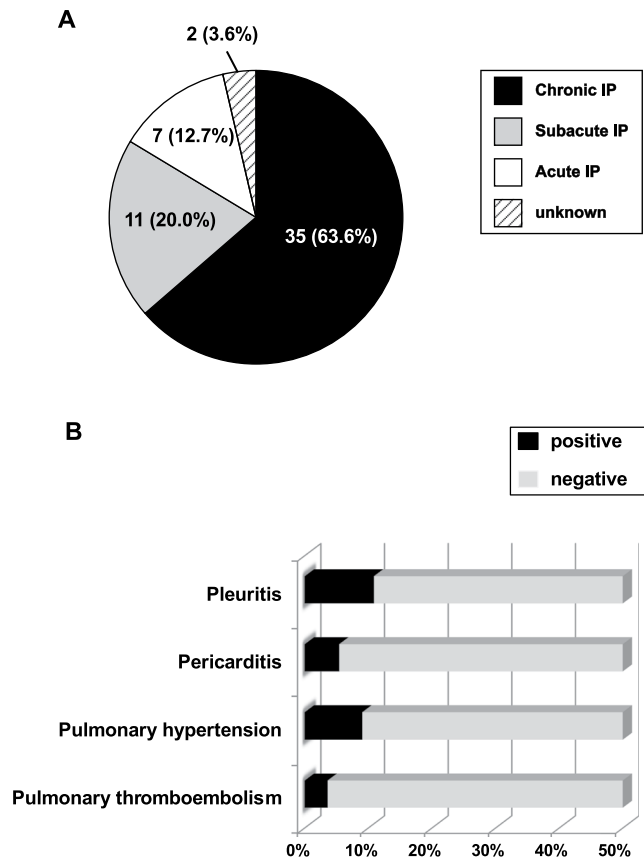 A
2 (3.6%)
7 (12.7%)
11 (20.0%)
35 (63.6%)
Chronic IP
Subacute IP
Acute IP
unknown
B
positive
negative
Pleuritis
Pericarditis
Pulmonary hypertension
Pulmonary thromboembolism
0% 10% 20% 30% 40% 50%